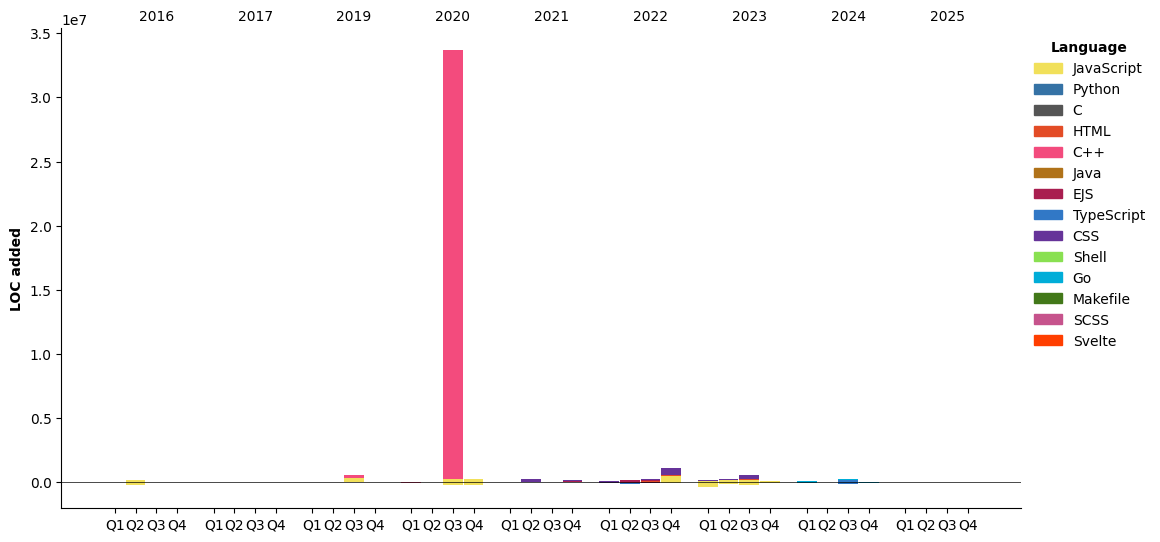 2016 2017 2019 2020 2021 2022 2023 2024 2025
1e7
3.5
3.0
2.5
2.0
1.5
1.0
0.5
0.0
LOC added
Q1 Q2 Q3 Q4 Q1 Q2 Q3 Q4 Q1 Q2 Q3 Q4 Q1 Q2 Q3 Q4 Q1 Q2 Q3 Q4 Q1 Q2 Q3 Q4 Q1 Q2 Q3 Q4 Q1 Q2 Q3 Q4 Q1 Q2 Q3 Q4
Language
JavaScript
Python
C
HTML
C++
Java
EJS
TypeScript
CSS
Shell
Go
Makefile
SCSS
Svelte